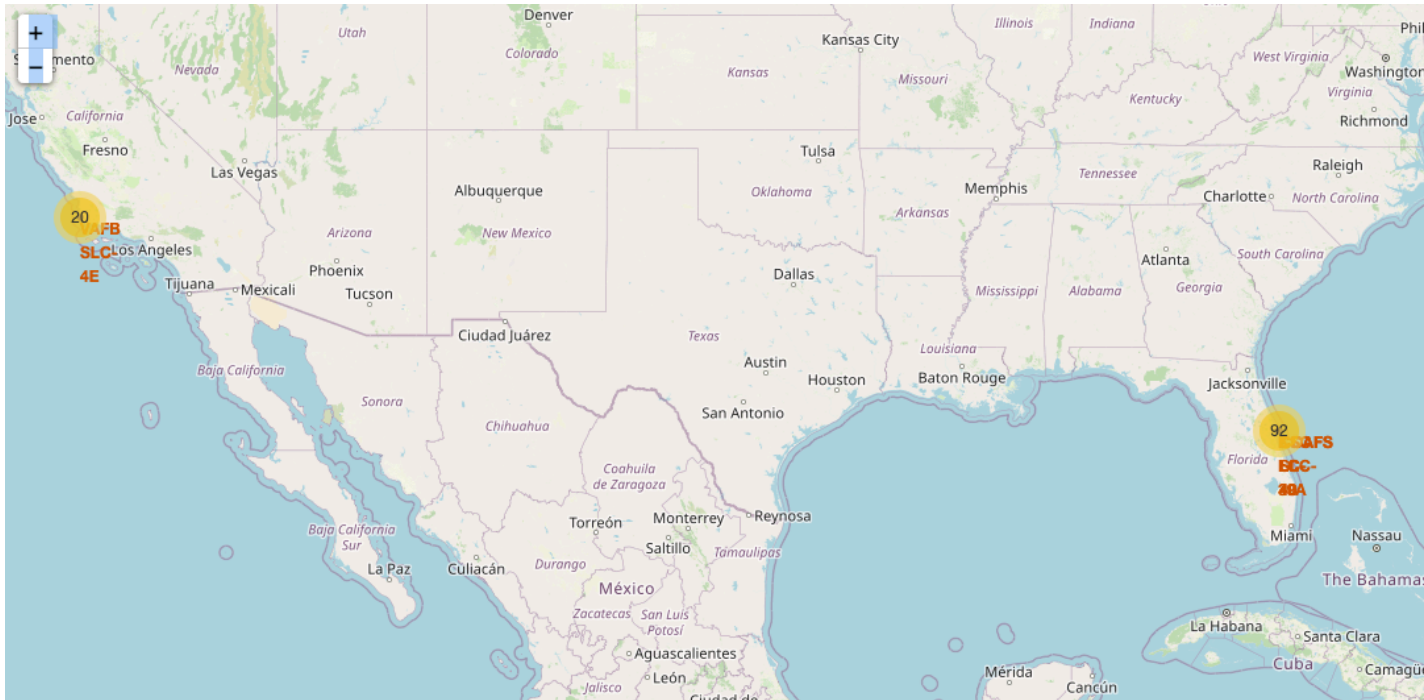 +
−
Denver
Utah
Colorado
Kansas City
Illinois
Indiana
Phil
West Virginia
Washington
Nevada
Kansas
Missouri
Kentucky
Virginia
Richmond
mento
Jose
California
Fresno
Las Vegas
Tulsa
Oklahoma
Memphis
Tennessee
Raleigh
Charlotte
North Carolina
Albuquerque
New Mexico
Arizona
Arkansas
20
VAFB
SLC-
4E
Los Angeles
Phoenix
Tucson
Tijuana
Mexicali
Dallas
Atlanta
South Carolina
Mississippi
Alabama
Georgia
Ciudad Juárez
Texas
Louisiana
Austin
Houston
Baton Rouge
Jacksonville
San Antonio
Baja California
Sonora
Chihuahua
92
Florida
Coahuila
de Zaragoza
Baja California
Sur
Torreón
Monterrey
Reynosa
Saltillo
Tamaulipas
Miami
Nassau
La Paz
Culiacán
Durango
México
The Bahamas
Zacatecas
San Luis
Potosí
La Habana
Santa Clara
Aguascalientes
Cuba
León
Jalisco
Mérida
Cancún
Camagü
Ciudad de